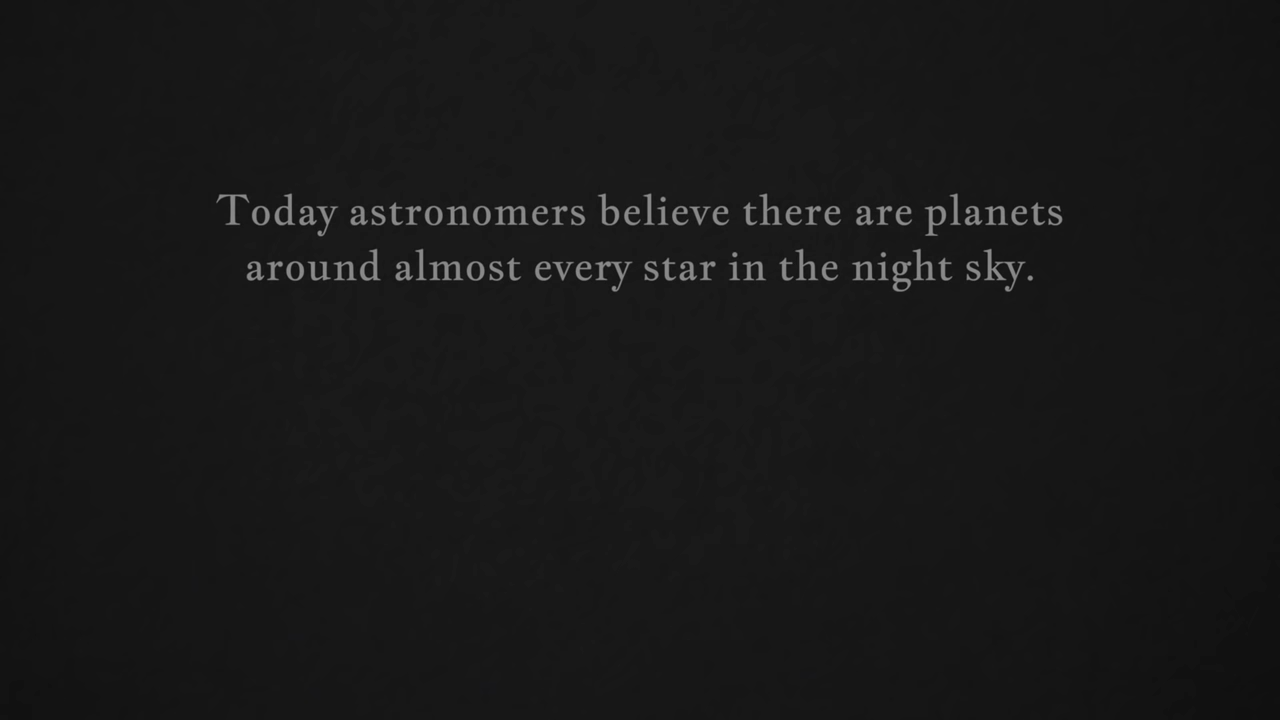 Today astronomers believe there are planets
around almost every star in the night sky.